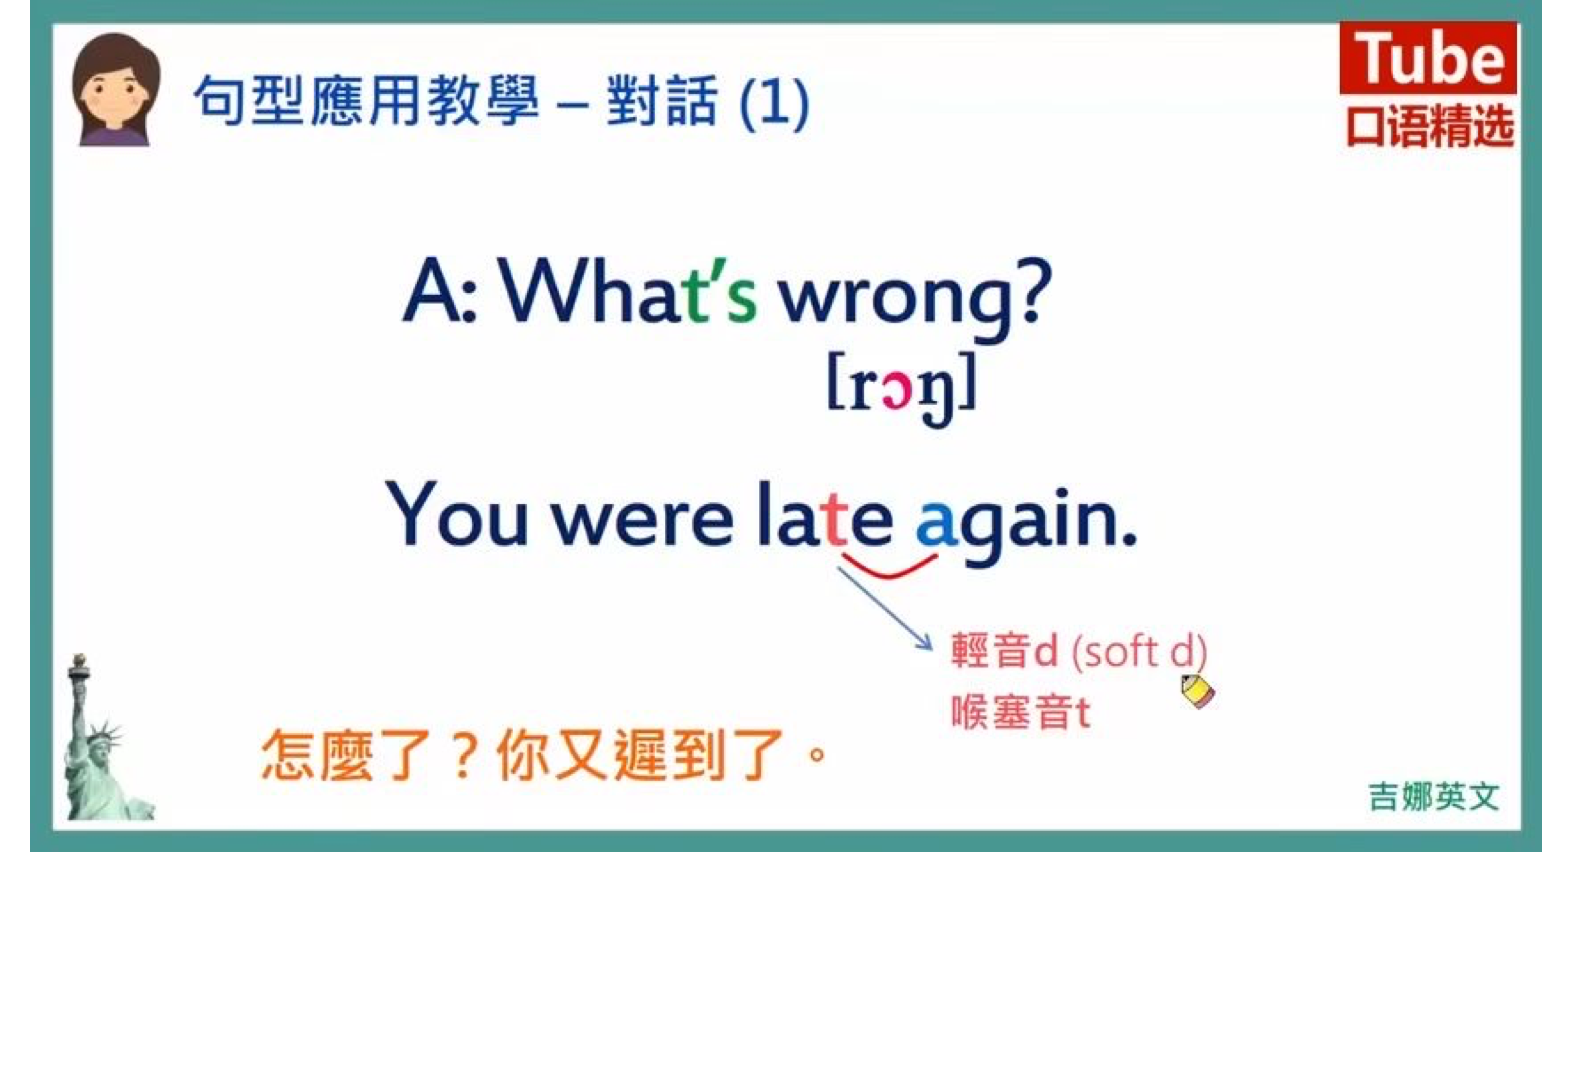 句型應用教學 – 對話 (1)
Tube
口语精选
A: What’s wrong?
[rɔŋ]
You were late again.
輕音d (soft d)
喉塞音t
怎麼了？你又遲到了。
吉娜英文